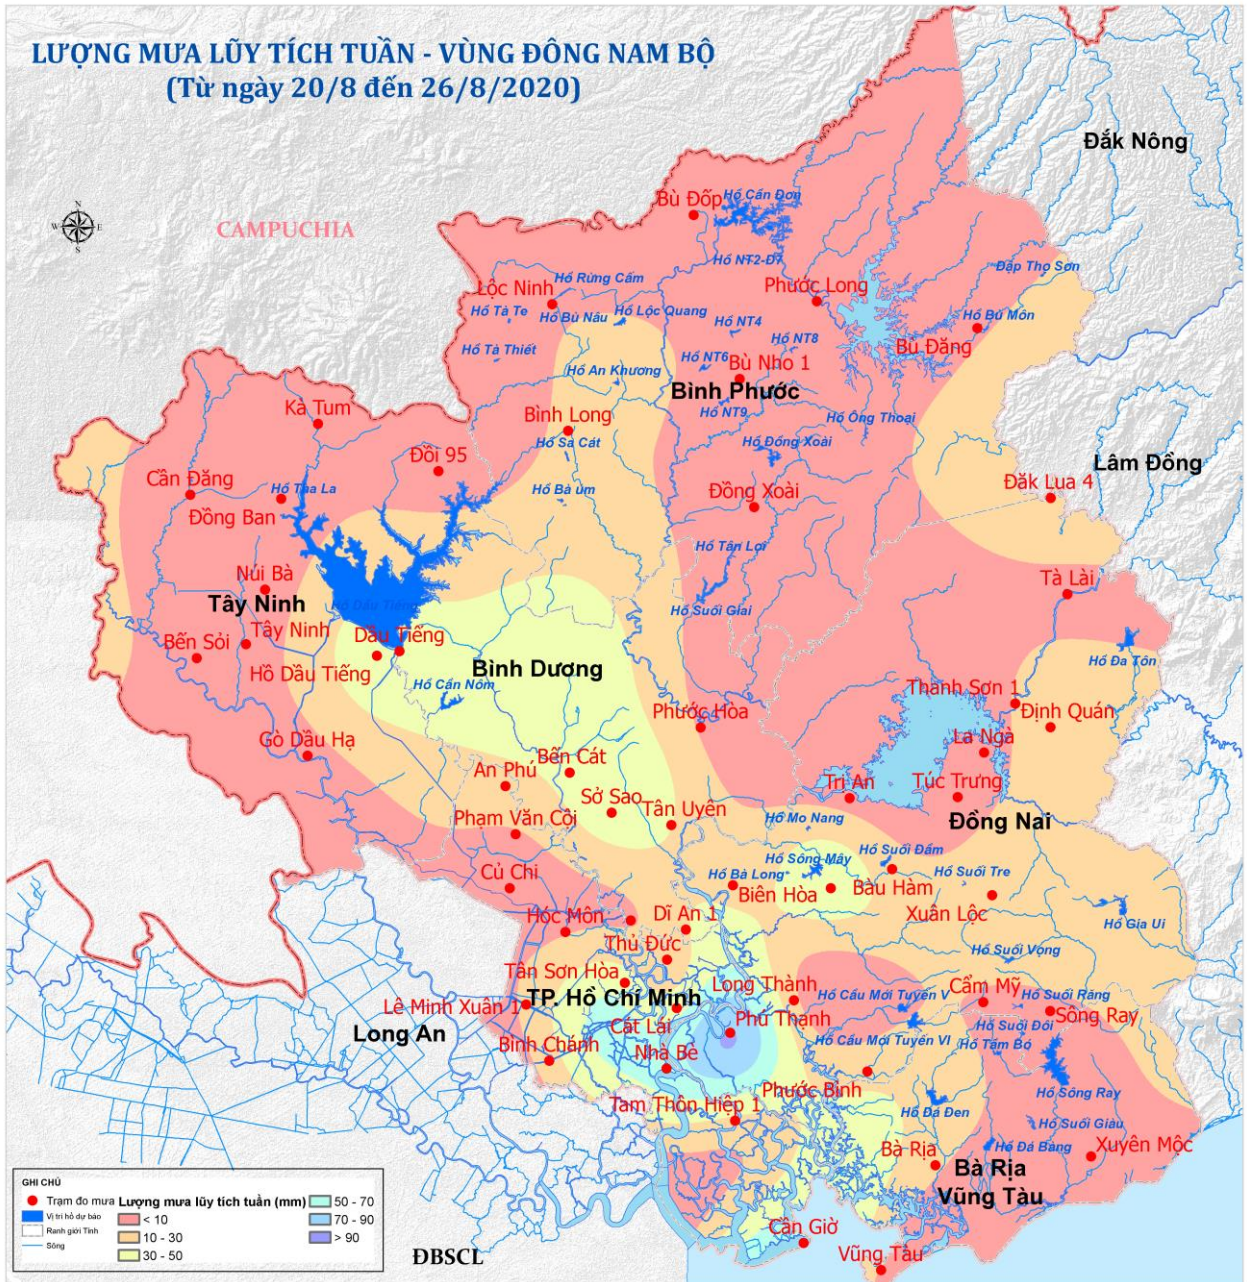 LƯỢNG MƯA LŨY TÍCH TUẦN - VÙNG ĐÔNG NAM BỘ
(Từ ngày 20/8 đến 26/8/2020)
Đắk Nông
N
W E
S
CAMPUCHIA
Bù Đốp
Hồ Cần Đơn
Hồ NT2-Đ7
Đập Thọ Sơn
Hồ Rừng Cấm
Lộc Ninh
Phước Long
Hồ Tà Te
Hồ Bù Nâu
Hồ Lộc Quang
Hồ NT4
Hồ Bù Môn
Bù Đăng
Hồ NT8
Hồ Tà Thiết
Hồ An Khương
Hồ NT6
Bù Nho 1
Bình Phước
Hồ NT9
Kà Tum
Bình Long
Hồ Ông Thoại
Hồ Sa Cát
Hồ Đồng Xoài
Đồi 95
Lâm Đồng
Cần Đăng
Hồ Tha La
Hồ Bà úm
Đồng Xoài
Đăk Lua 4
Đồng Ban
Hồ Tân Lợi
Núi Bà
Tà Lài
Tây Ninh
Hồ Dầu Tiếng
Hồ Suối Giai
Bến Sỏi
Tây Ninh
Dầu Tiếng
Hồ Dầu Tiếng
Bình Dương
Hồ Đa Tôn
Hồ Cần Nôm
Thanh Sơn 1
Phước Hòa
Định Quán
Gò Dầu Hạ
La Ngà
Bến Cát
An Phú
Trị An
Túc Trưng
Sở Sao
Tân Uyên
Phạm Văn Cội
Hồ Mo Nang
Đồng Nai
Hồ Sông Mây
Hồ Suối Đầm
Củ Chi
Hồ Bà Long
Biên Hòa
Bàu Hàm
Hồ Suối Tre
Xuân Lộc
Hóc Môn
Dĩ An 1
Hồ Gia Ui
Thủ Đức
Hồ Suối Vọng
Tân Sơn Hòa
Long Thành
Hồ Cầu Mới Tuyến V
Cẩm Mỹ
Hồ Suối Răng
Lê Minh Xuân 1
TP. Hồ Chí Minh
Sông Ray
Long An
Cát Lái
Phú Thạnh
Hồ Suối Đôi
Hồ Cầu Mới Tuyến VI
Hồ Tầm Bó
Bình Chánh
Nhà Bè
Phước Bình
Hồ Sông Ray
Tam Thôn Hiệp 1
Hồ Đá Đen
Hồ Suối Giàu
Bà Rịa
Hồ Đá Bàng
Xuyên Mộc
Bà Rịa
Vũng Tàu
Cần Giờ
Vũng Tàu
ĐBSCL
GHI CHÚ
Trạm đo mưa
Vị trí hồ dự báo
Ranh giới Tỉnh
Sông
Lượng mưa lũy tích tuần (mm)
< 10
10 - 30
30 - 50
50 - 70
70 - 90
> 90